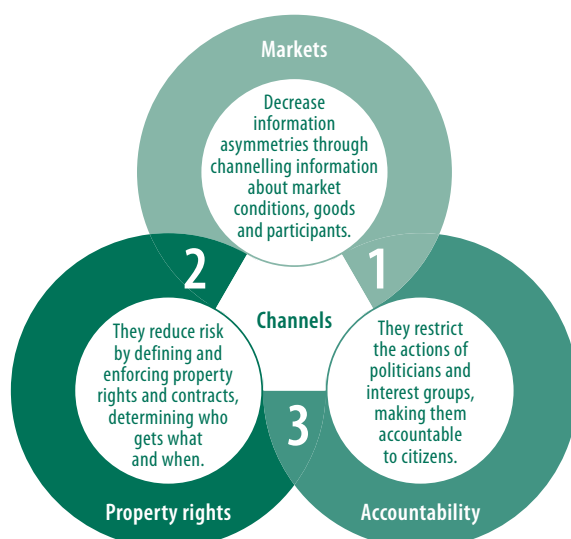 Markets
Decrease
information
asymmetries through
channelling information
about market
conditions, goods
and participants.
2
1
Channels
They reduce risk
by defining and
enforcing property
rights and contracts,
determining who
gets what
and when.
They restrict
the actions of
politicians and
interest groups,
making them
accountable
to citizens.
3
Property rights
Accountability